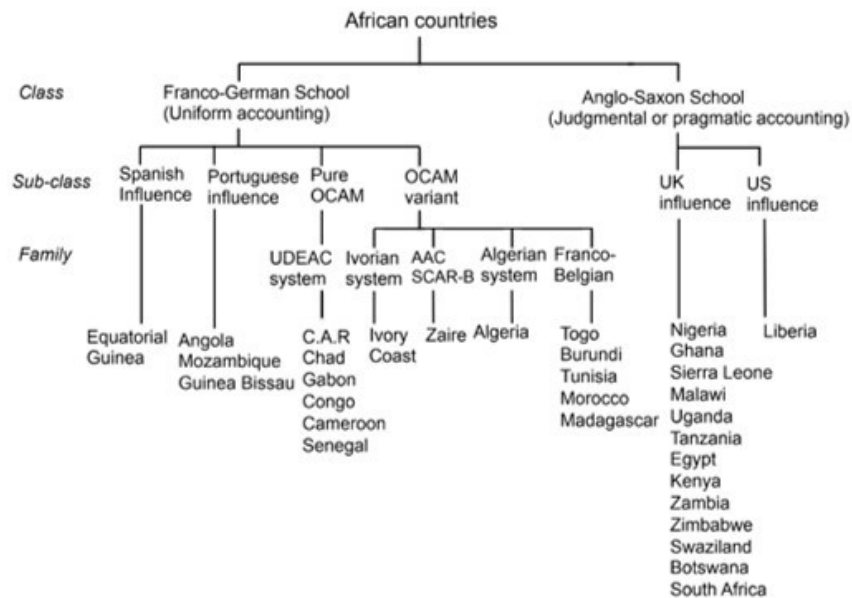 African countries
Class
Franco-German School
(Uniform accounting)
Anglo-Saxon School
(Judgmental or pragmatic accounting)
Sub-class
Spanish
Influence
Portuguese
influence
Pure
OCAM
OCAM
variant
UK
influence
US
influence
Family
UDEAC
system
Ivorian
system
AAC
SCAR-B
Algerian
system
Franco-
Belgian
Equatorial
Guinea
Angola
Mozambique
Guinea Bissau
C.A.R
Chad
Gabon
Congo
Cameroon
Senegal
Ivory
Coast
Zaire
Algeria
Togo
Burundi
Tunisia
Morocco
Madagascar
Nigeria
Ghana
Sierra Leone
Malawi
Uganda
Tanzania
Egypt
Kenya
Zambia
Zimbabwe
Swaziland
Botswana
South Africa
Liberia